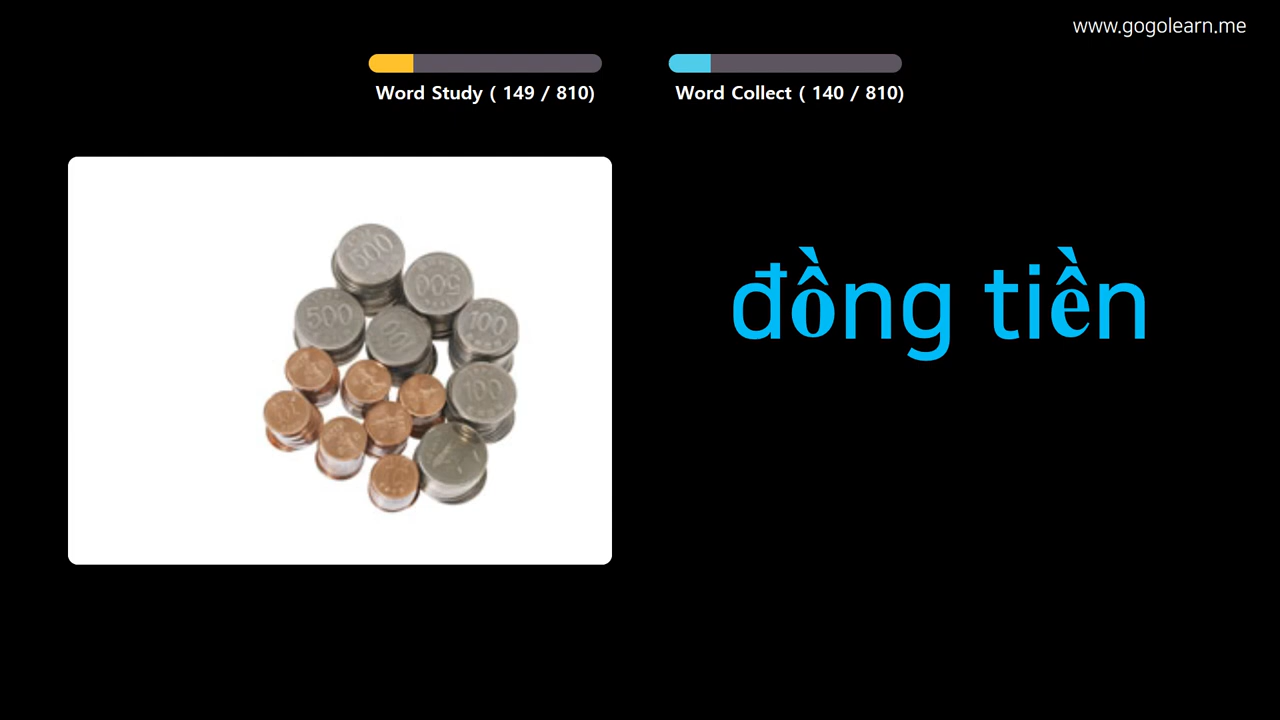 www.gogolearn.me
Word Study ( 149 / 810)
Word Collect ( 140 / 810)
500
500
500
100
100
đồng tiền